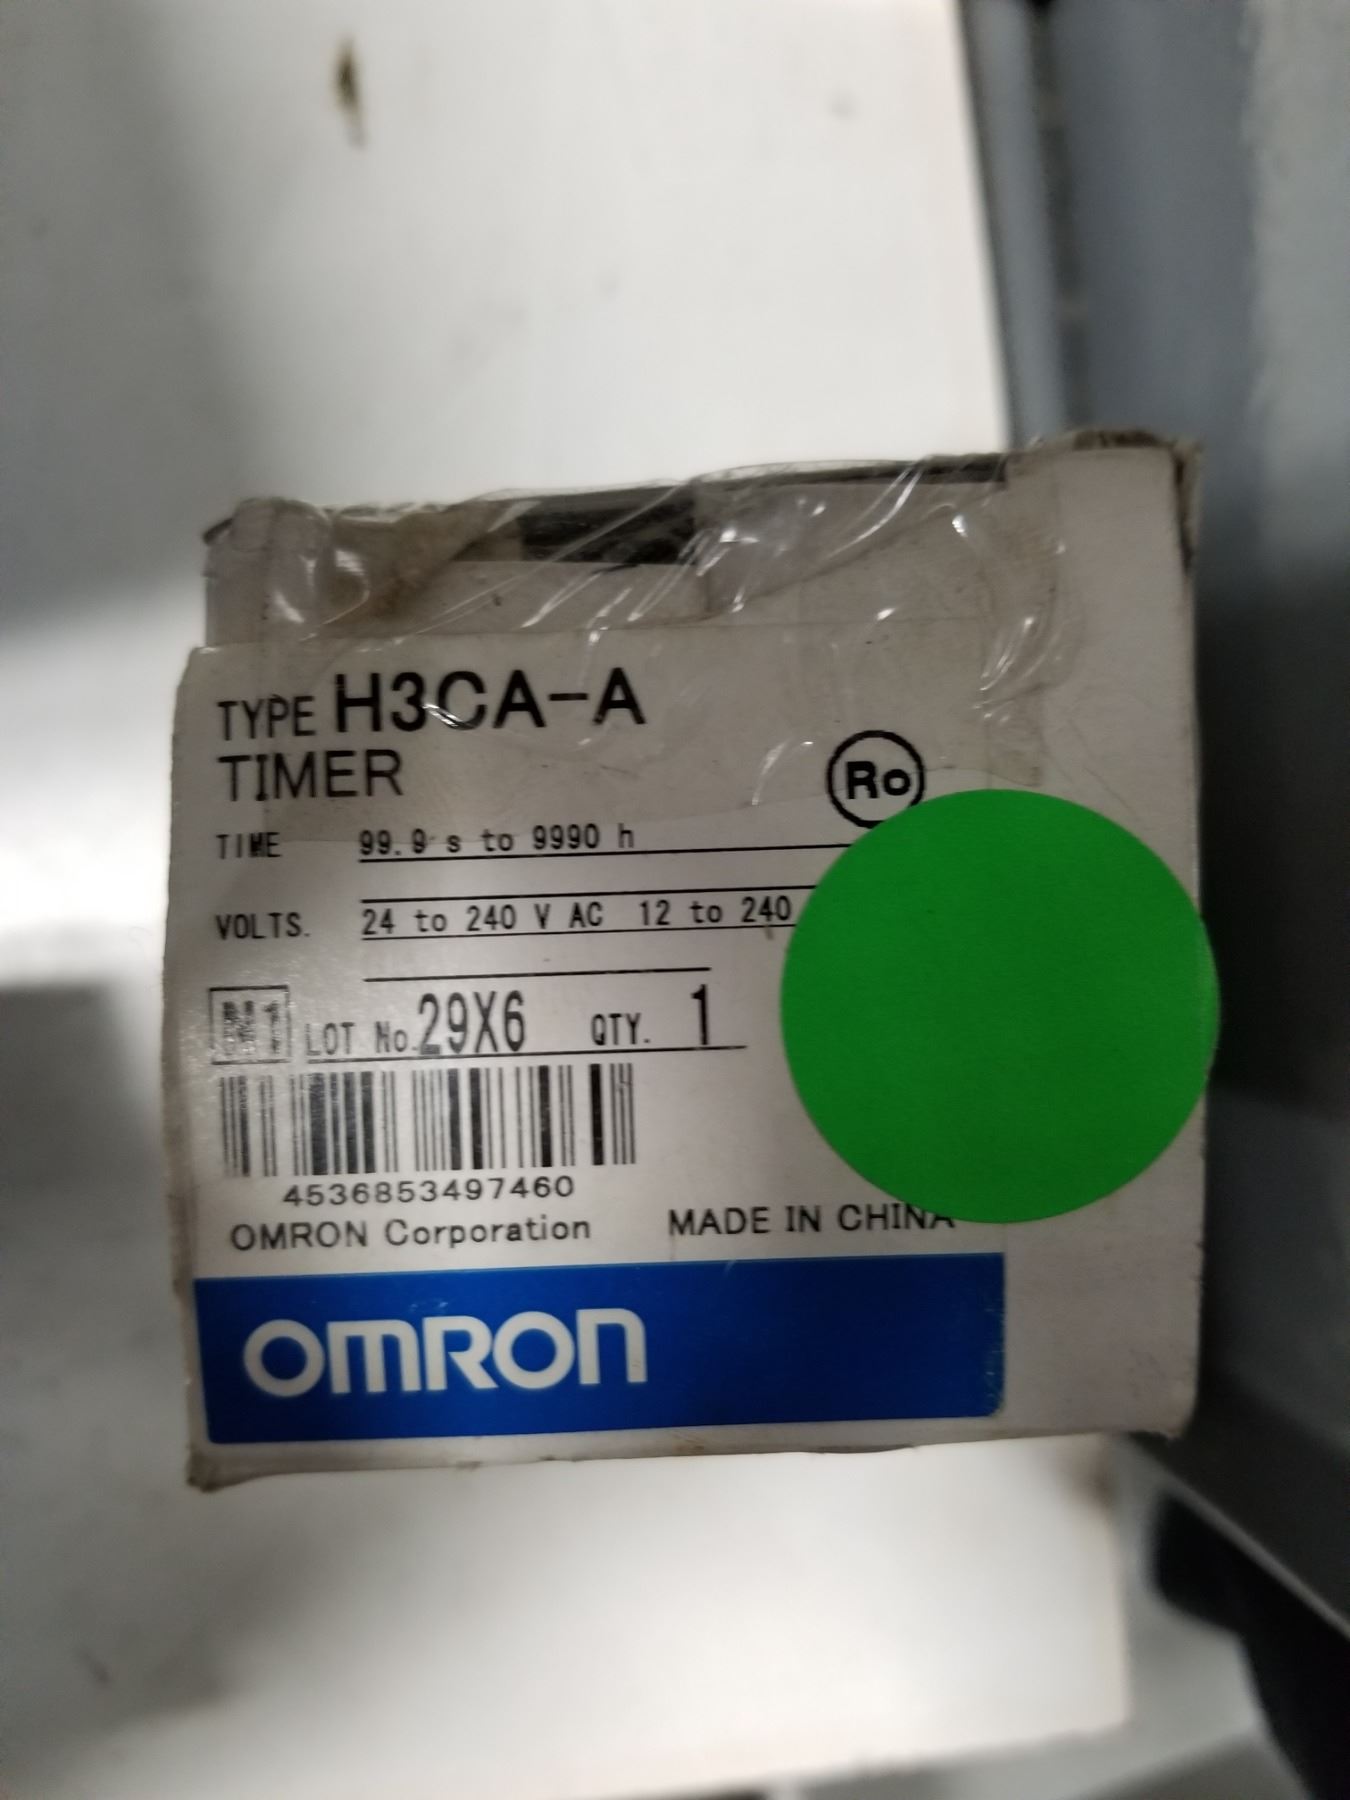 TYPE H3CA-A
TIMER
Ro
TIME 99.9 s to 9990 h
VOLTS. 24 to 240 V AC 12 to 240
LOT No. 29X6 QTY. 1
4536853497460
OMRON Corporation MADE IN CHINA
OMRON